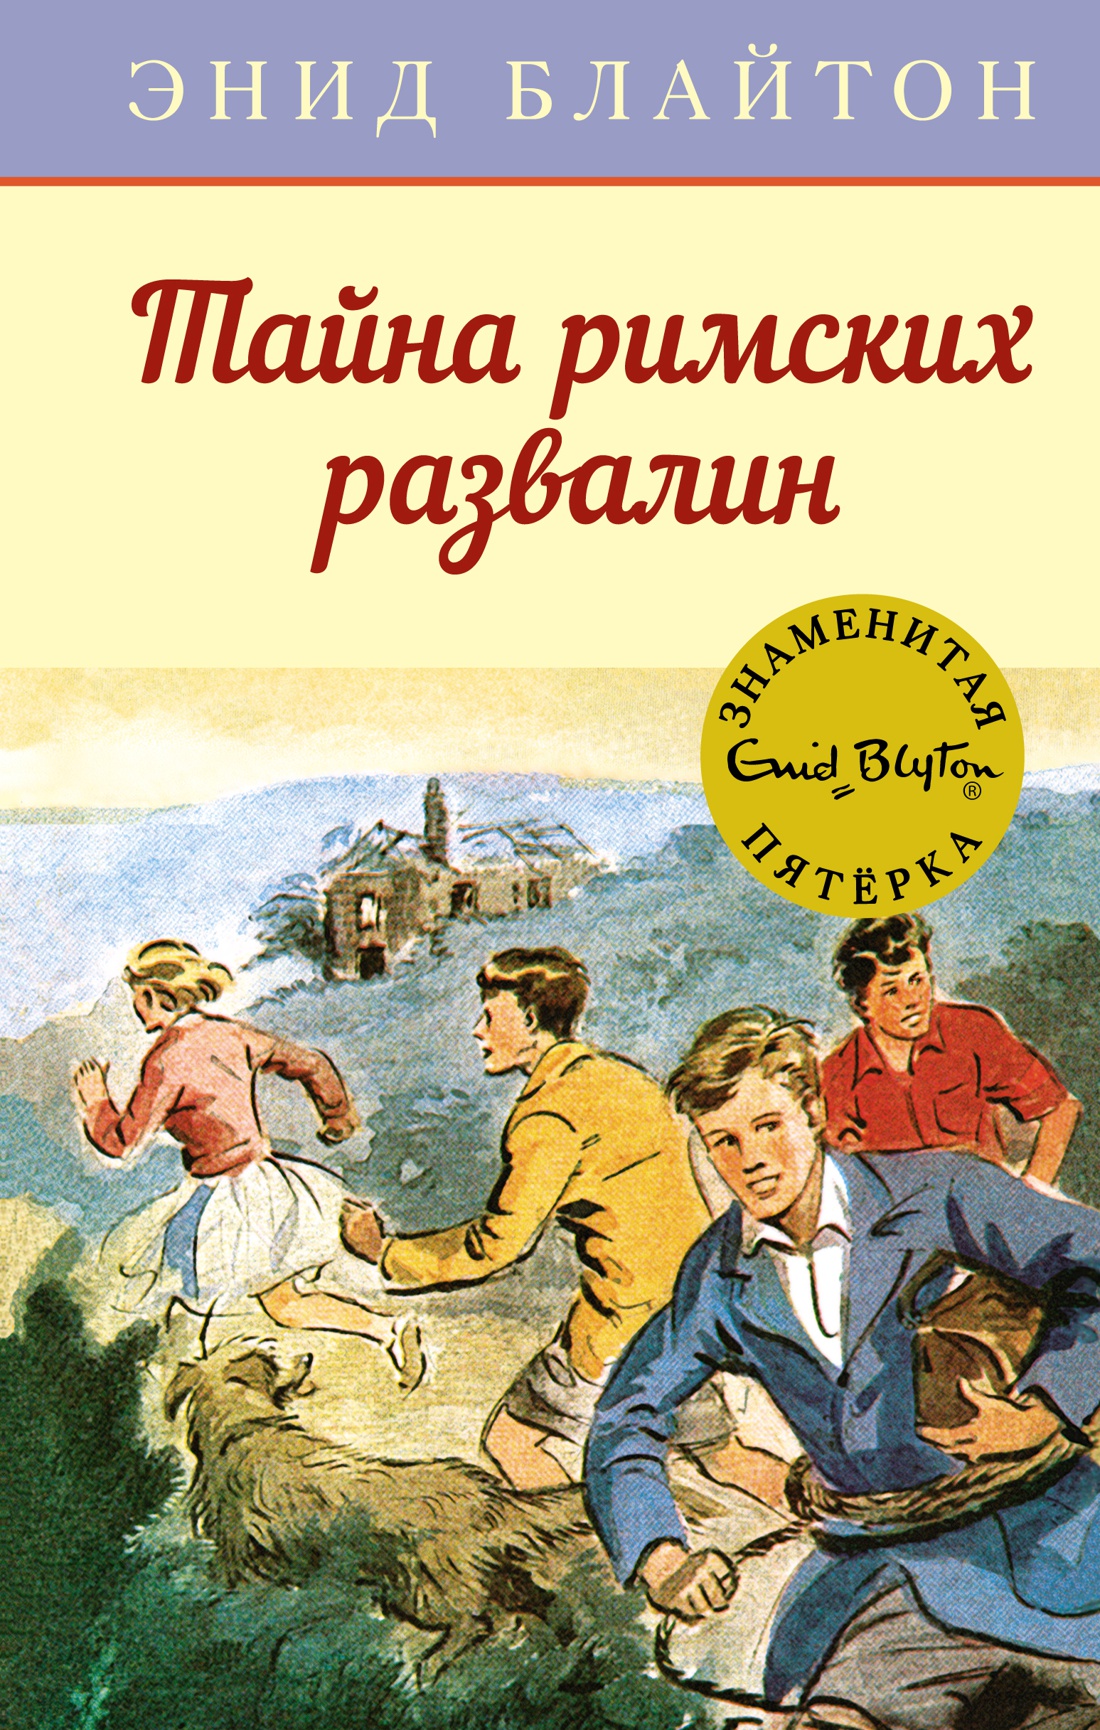 ЭНИД БЛАЙТОН
Тайна римских
развалин
ЗНАМЕНИТАЯ
Enid Blyton®
ПЯТЁРКА